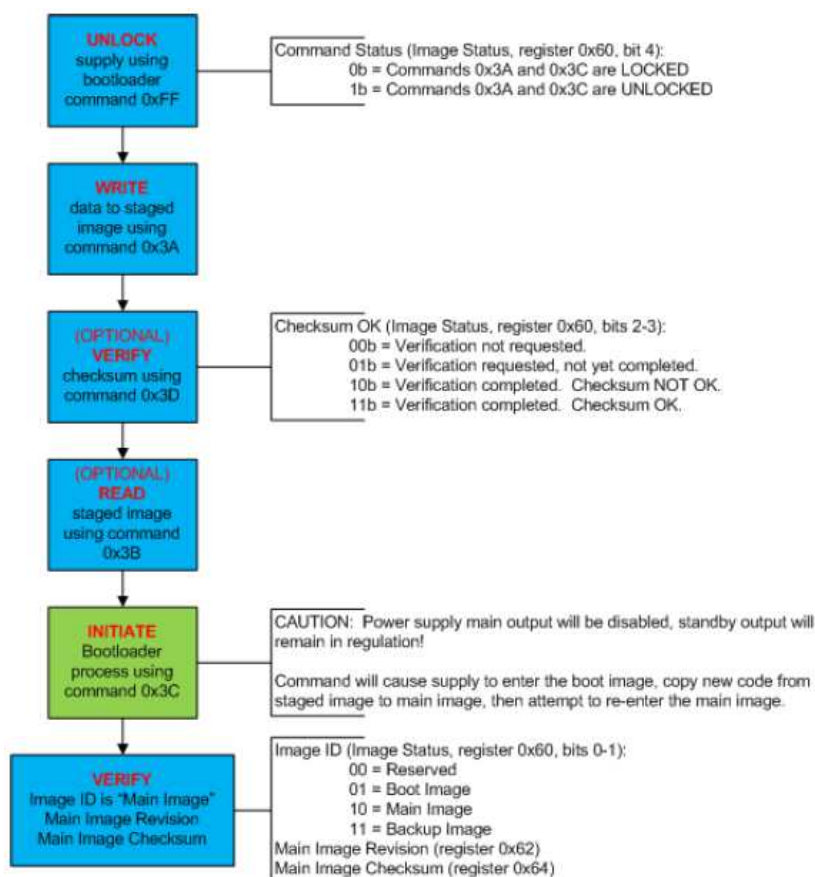 UNLOCK
supply using
bootloader
command 0xFF
Command Status (Image Status, register 0x60, bit 4):
0b = Commands 0x3A and 0x3C are LOCKED
1b = Commands 0x3A and 0x3C are UNLOCKED
WRITE
data to staged
image using
command 0x3A
(OPTIONAL)
VERIFY
checksum using
command 0x3D
Checksum OK (Image Status, register 0x60, bits 2-3):
00b = Verification not requested.
01b = Verification requested, not yet completed.
10b = Verification completed. Checksum NOT OK.
11b = Verification completed. Checksum OK.
(OPTIONAL)
READ
staged image
using command
0x3B
INITIATE
Bootloader
process using
command 0x3C
CAUTION: Power supply main output will be disabled, standby output will
remain in regulation!
Command will cause supply to enter the boot image, copy new code from
staged image to main image, then attempt to re-enter the main image.
VERIFY
Image ID is "Main Image"
Main Image Revision
Main Image Checksum
Image ID (Image Status, register 0x60, bits 0-1):
00 = Reserved
01 = Boot Image
10 = Main Image
11 = Backup Image
Main Image Revision (register 0x62)
Main Image Checksum (register 0x64)